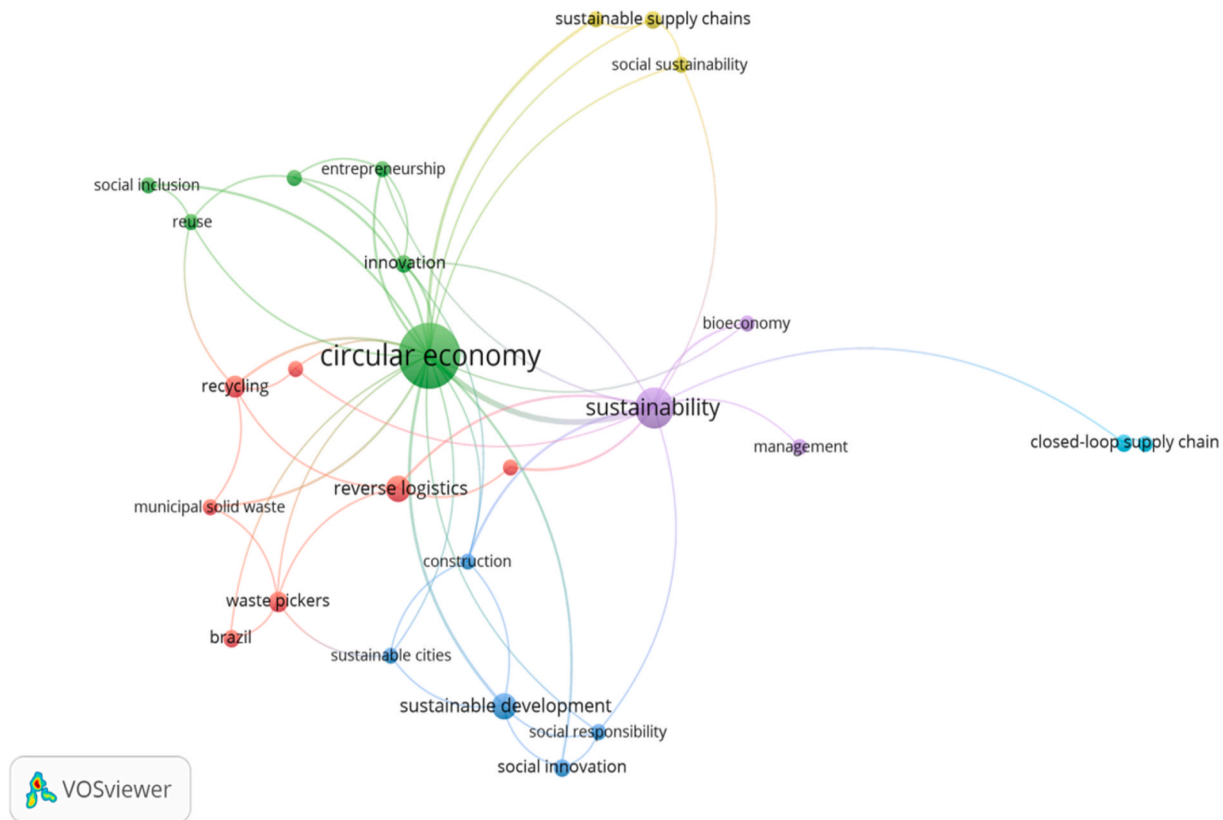 sustainable supply chains
social sustainability
entrepreneurship
social inclusion
reuse
innovation
bioeconomy
circular economy
recycling
sustainability
closed-loop supply chain
management
reverse logistics
municipal solid waste
construction
waste pickers
brazil
sustainable cities
sustainable development
social responsibility
social innovation
VOSviewer